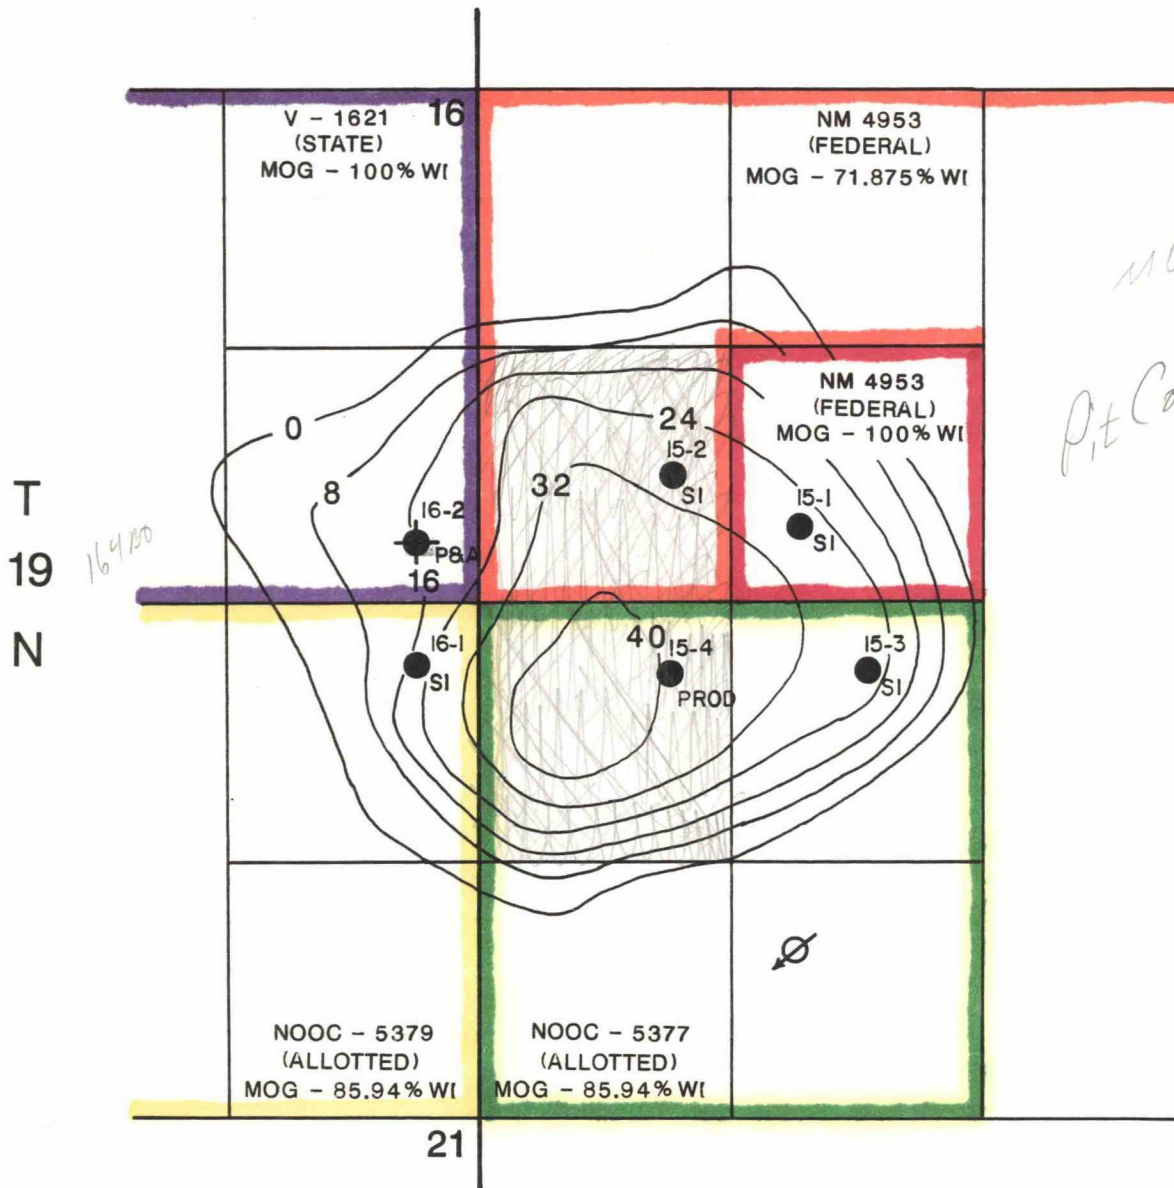 16
V - 1621
(STATE)
MOG - 100% WI
NM 4953
(FEDERAL)
MOG - 71.875% WI
NM 4953
(FEDERAL)
MOG - 100% WI
0
24
15-2
SI
32
8
15-1
SI
16-2
P&A
16
T
19
N
40
15-4
PROD
15-3
SI
16-1
SI
Pit
NOOC - 5379
(ALLOTTED)
MOG - 85.94% WI
NOOC - 5377
(ALLOTTED)
MOG - 85.94% WI
21